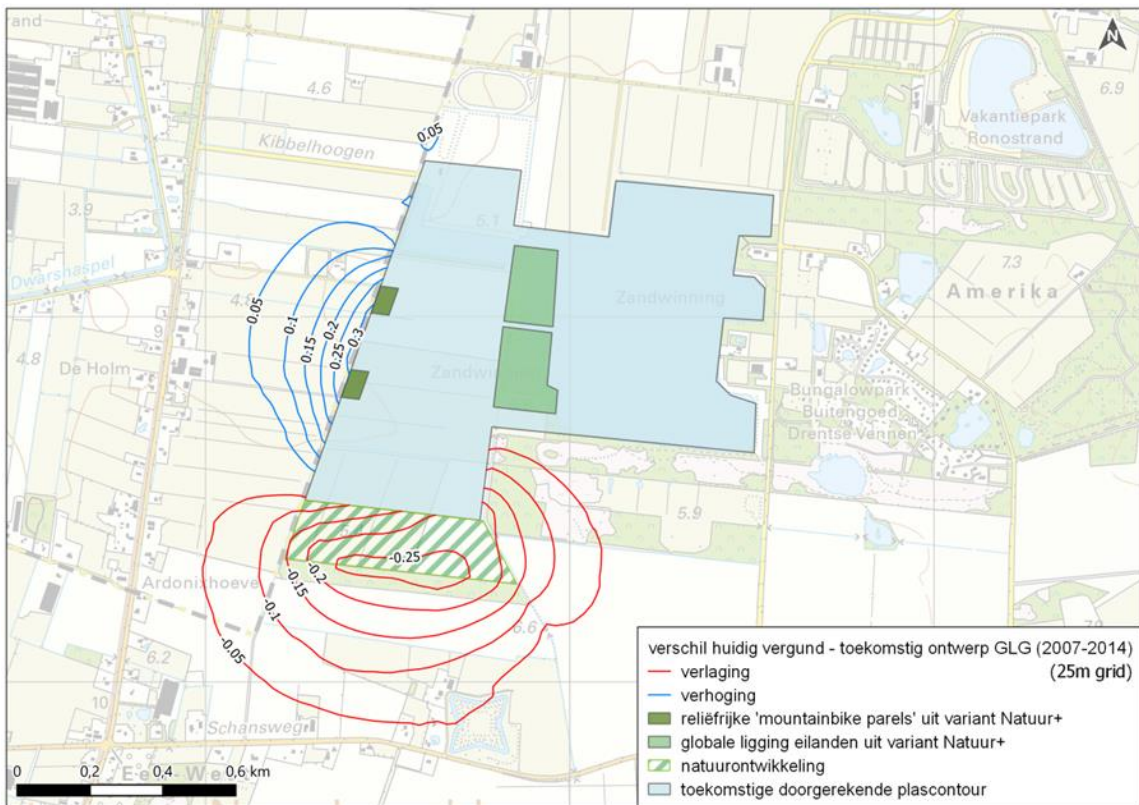 N
6.9
4.6
0.05
Vakantiepark
Ronostrand
Kibbelhoogen
3.9
6.1
Dwarshaspel
4.8
0.05
0.1
0.15
0.2
0.25
0.3
Zandwinning
7.3
Amerika
9
4.8
De Holm
Zandwinning
Bungalowpark
Buitengoed
Drentse Vennen
5.9
-0.25
-0.2
-0.15
-0.1
-0.05
Ardonixhoeve
6.6
6.2
10
Schansweg
0 0,2 0,4 0,6 km
verschil huidig vergund - toekomstig ontwerp GLG (2007-2014)
(25m grid)
verlaging
verhoging
reliëfrijke 'mountainbike parels' uit variant Natuur+
globale ligging eilanden uit variant Natuur+
natuurontwikkeling
toekomstige doorgerekende plascontour